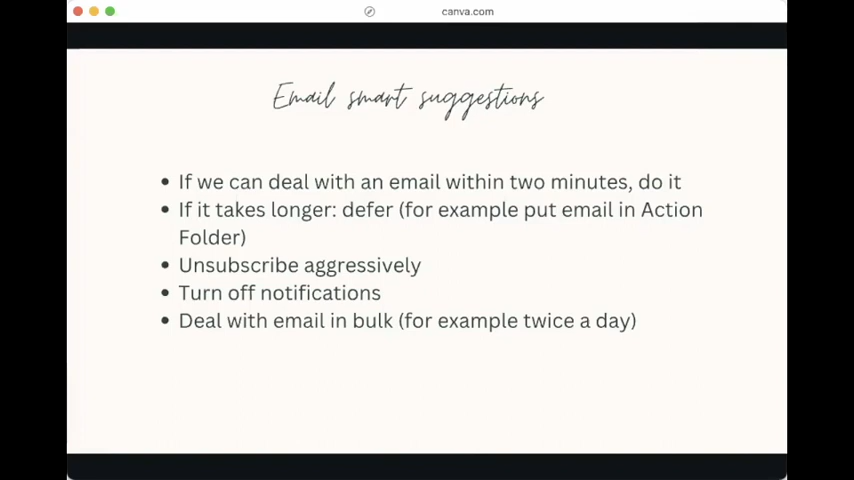 canva.com
Email smart suggestions
• If we can deal with an email within two minutes, do it
• If it takes longer: defer (for example put email in Action
Folder)
• Unsubscribe aggressively
• Turn off notifications
• Deal with email in bulk (for example twice a day)